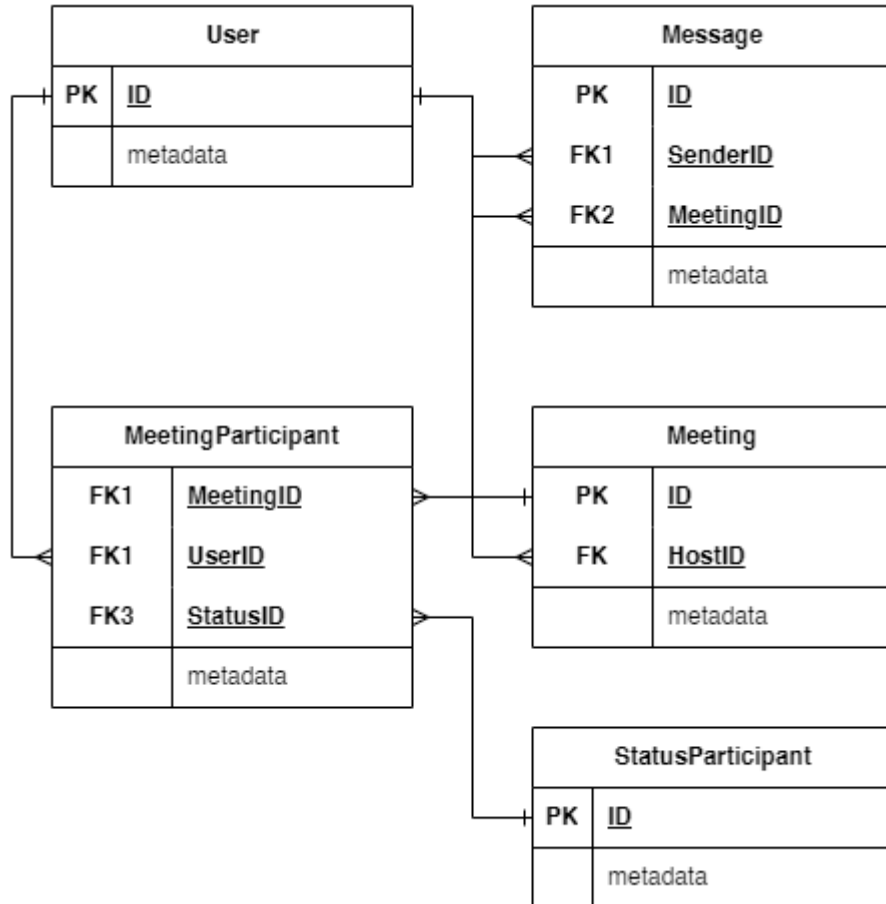 User
PK ID
metadata
Message
PK ID
FK1 SenderID
FK2 MeetingID
metadata
MeetingParticipant
FK1 MeetingID
FK1 UserID
FK3 StatusID
metadata
Meeting
PK ID
FK HostID
metadata
StatusParticipant
PK ID
metadata